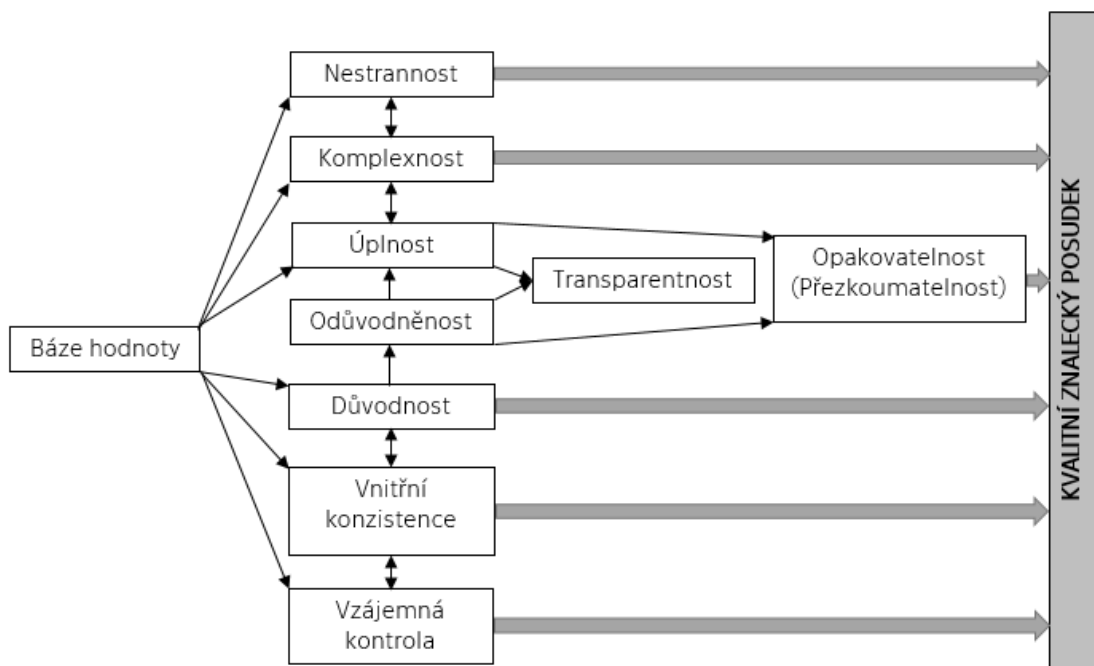 Nestrannost
Komplexnost
Úplnost
Transparentnost
Opakovatelnost
(Přezkoumatelnost)
Odůvodněnost
Báze hodnoty
Důvodnost
Vnitřní
konzistence
Vzájemná
kontrola
KVALITNÍ ZNALECKÝ POSUDEK